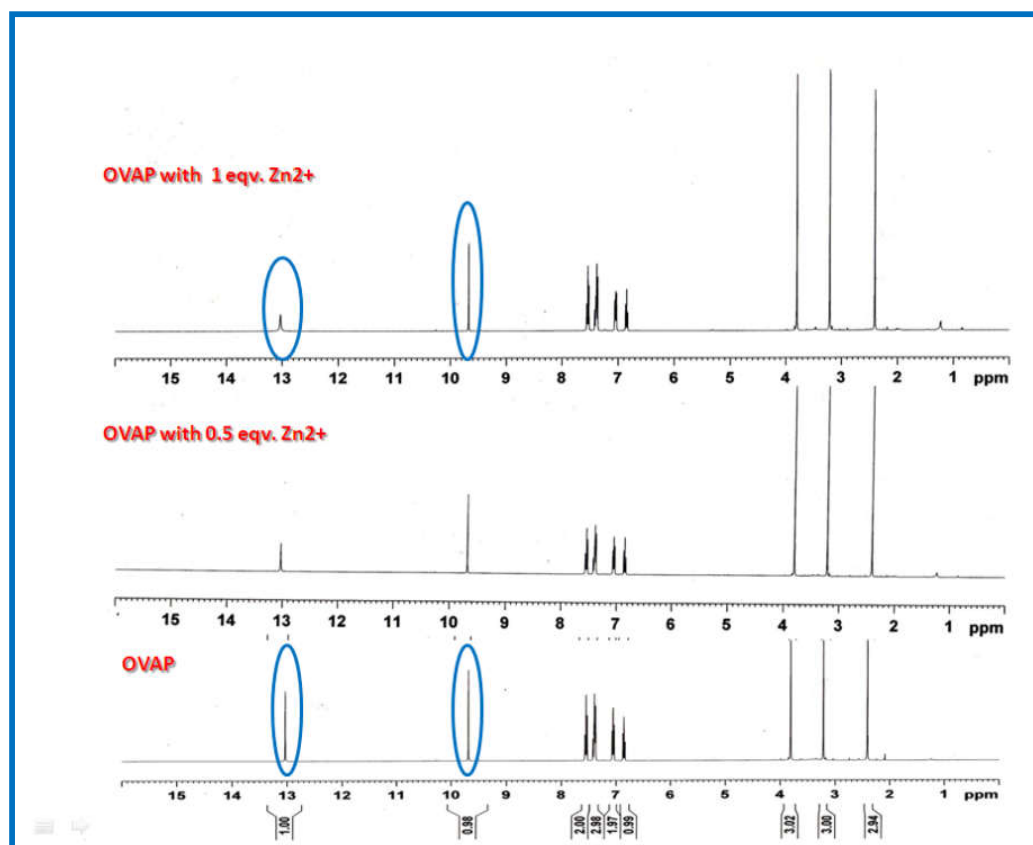 OVAP with 1 eqv. Zn2+
15 14 13 12 11 10 9 8 7 6 5 4 3 2 1 ppm
OVAP with 0.5 eqv. Zn2+
15 14 13 12 11 10 9 8 7 6 5 4 3 2 1 ppm
OVAP
15 14 13 12 11 10 9 8 7 6 5 4 3 2 1 ppm
1.00 0.98 2.00 2.98 1.97 0.99 3.02 3.00 2.94